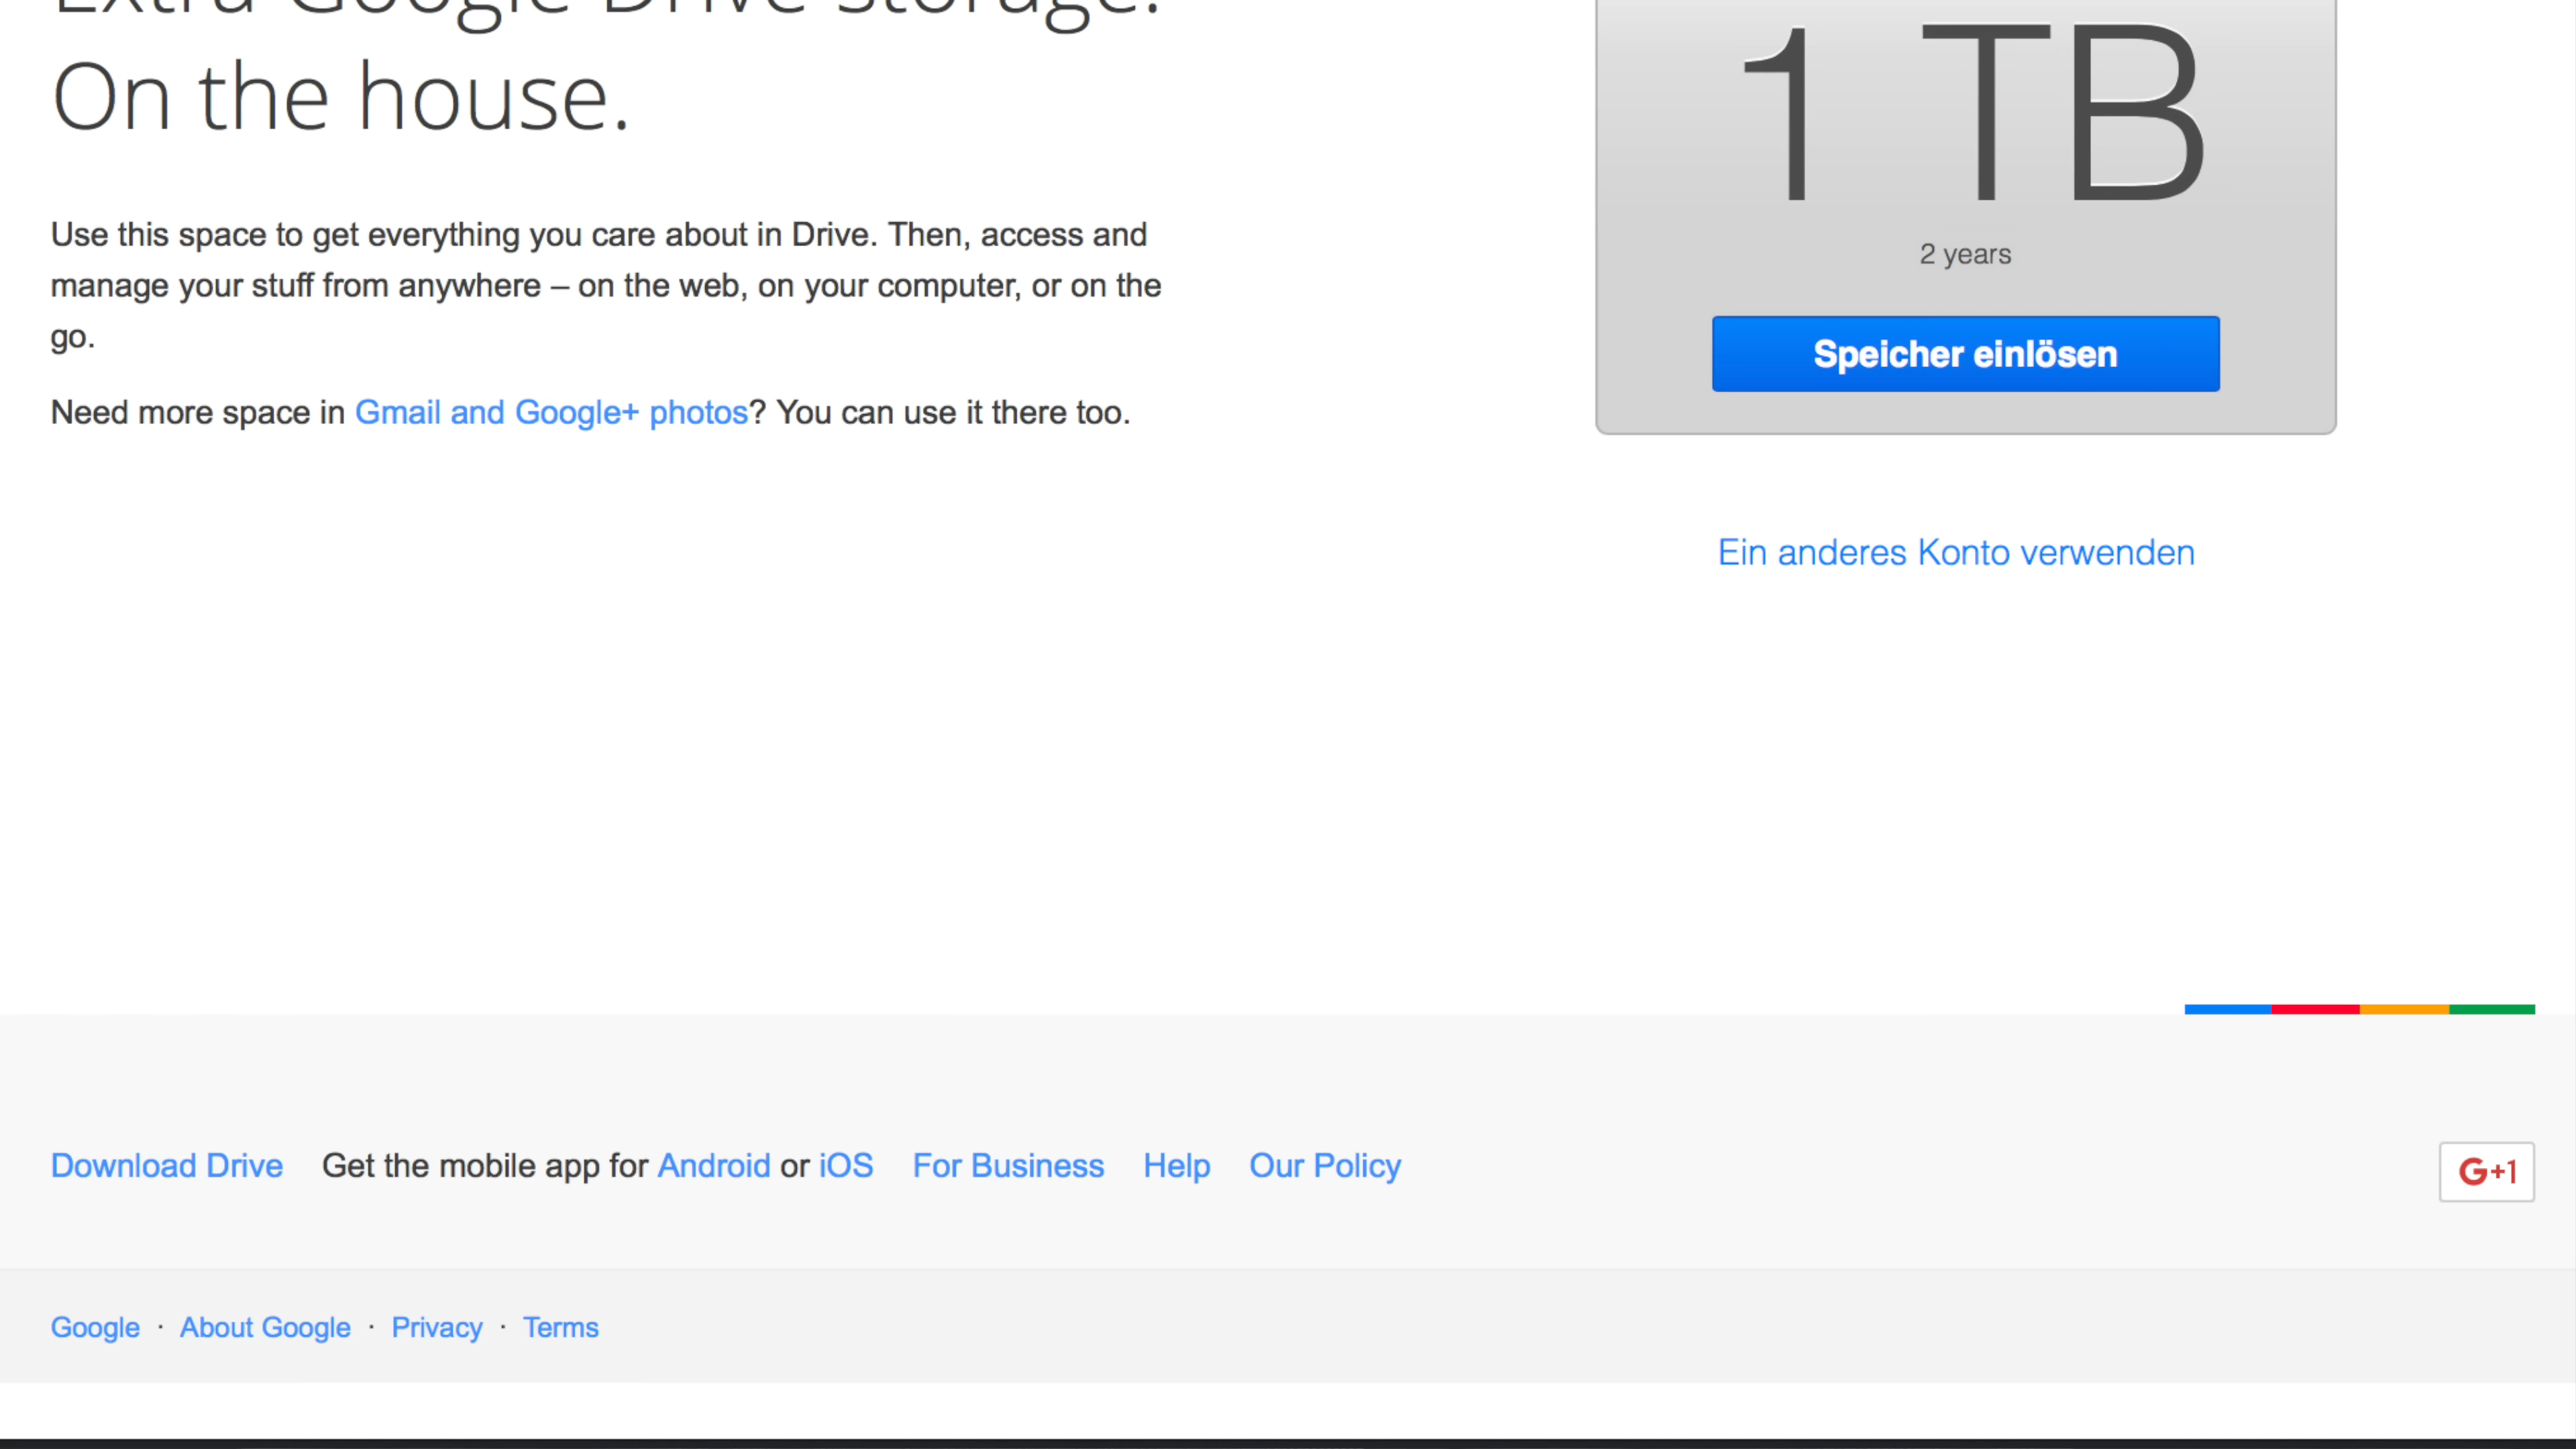 Extra Google Drive storage.
On the house.
Use this space to get everything you care about in Drive. Then, access and
manage your stuff from anywhere – on the web, on your computer, or on the
go.
Need more space in Gmail and Google+ photos? You can use it there too.
1 TB
2 years
Speicher einlösen
Ein anderes Konto verwenden
Download Drive Get the mobile app for Android or iOS For Business Help Our Policy
G+1
Google · About Google · Privacy · Terms